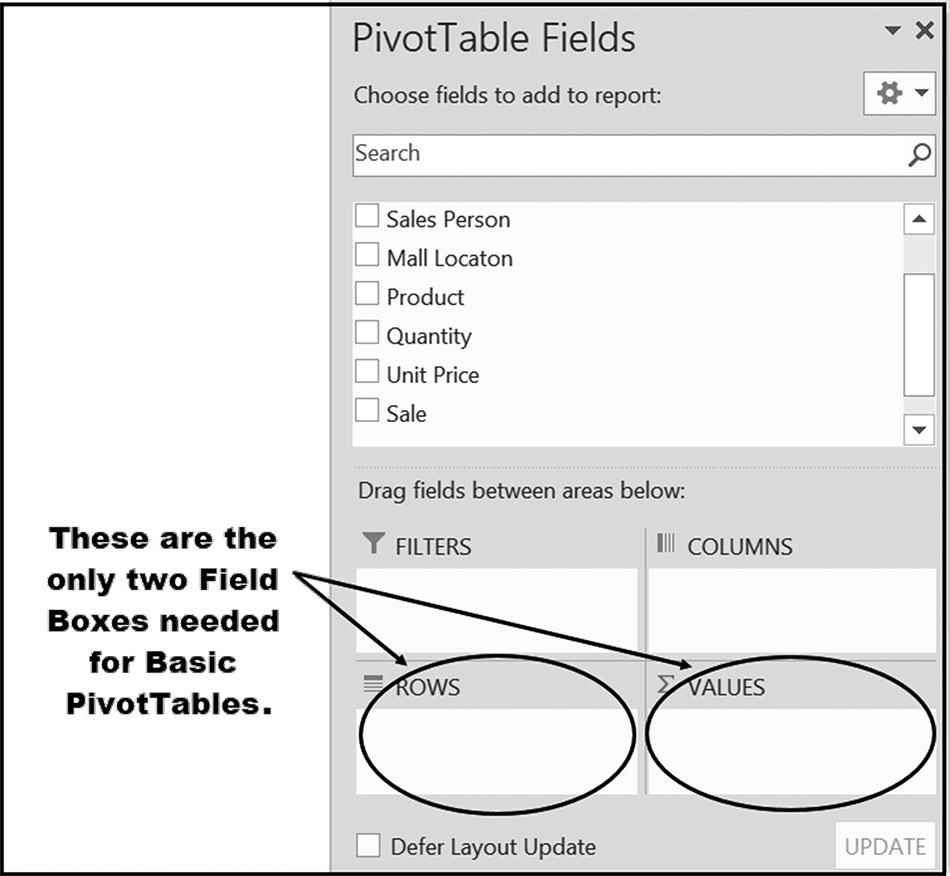 PivotTable Fields
Choose fields to add to report:
Search
Sales Person
Mall Locaton
Product
Quantity
Unit Price
Sale
Drag fields between areas below:
These are the
only two Field
Boxes needed
for Basic
PivotTables.
FILTERS
COLUMNS
ROWS
Σ VALUES
Defer Layout Update
UPDATE